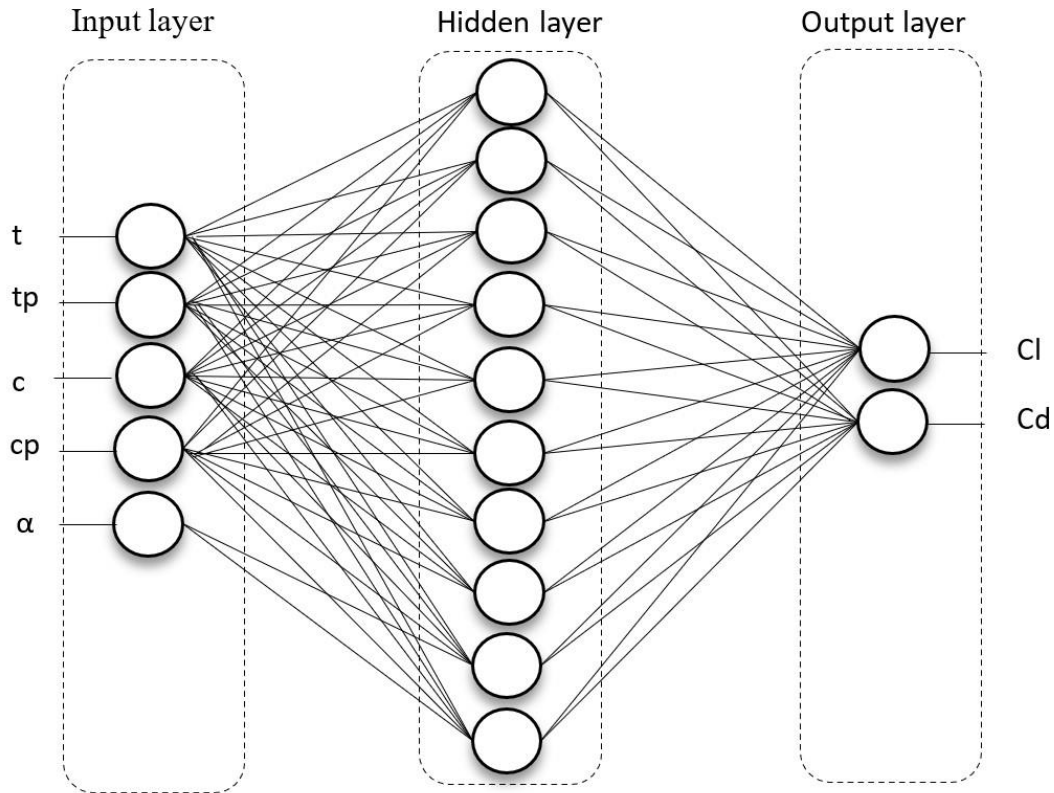 Input layer
Hidden layer
Output layer
t
tp
c
cp
α
Cl
Cd